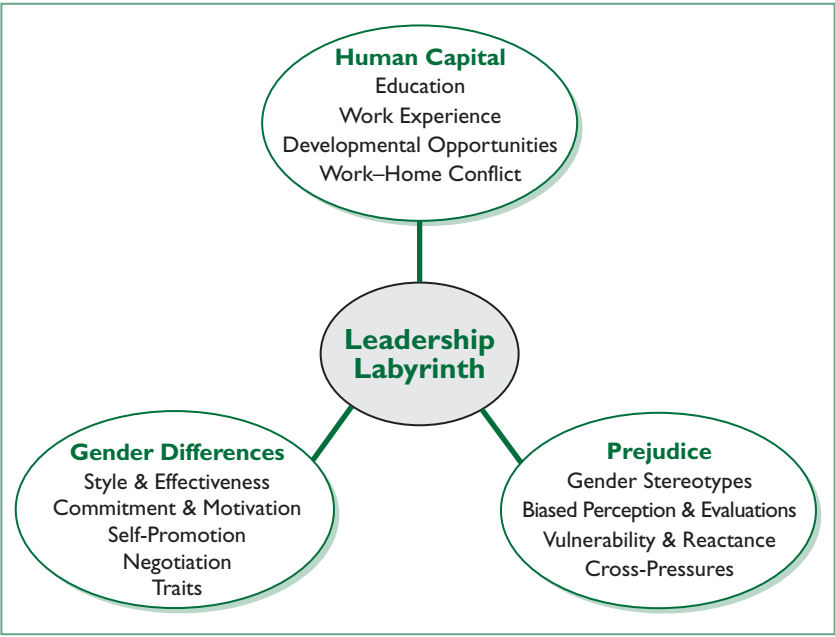 Human Capital
Education
Work Experience
Developmental Opportunities
Work–Home Conflict
Leadership
Labyrinth
Gender Differences
Style & Effectiveness
Commitment & Motivation
Self-Promotion
Negotiation
Traits
Prejudice
Gender Stereotypes
Biased Perception & Evaluations
Vulnerability & Reactance
Cross-Pressures